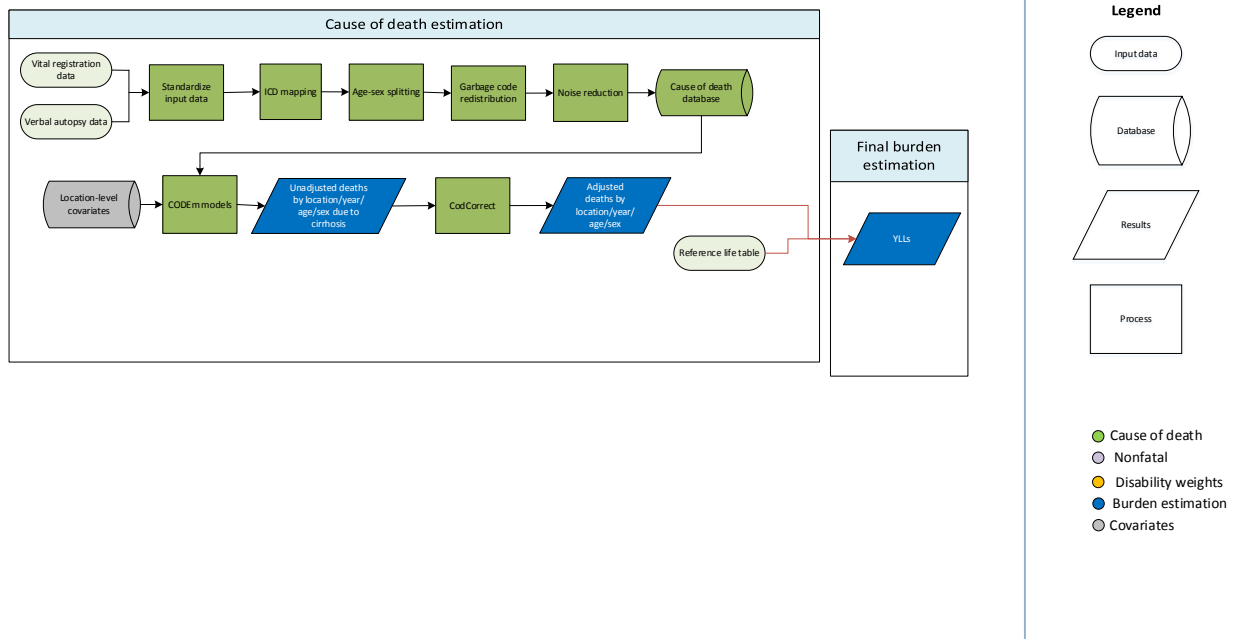 Cause of death estimation
Vital registration
data
Verbal autopsy data
Standardize
input data
ICD mapping
Age-sex splitting
Garbage code
redistribution
Noise reduction
Cause of death
database
Location-level
covariates
CODEm models
Unadjusted deaths
by location/year/
age/sex due to
cirrhosis
CodCorrect
Adjusted
deaths by
location/year/
age/sex
Reference life table
Final burden
estimation
YLLs
Legend
Input data
Database
Results
Process
Cause of death
Nonfatal
Disability weights
Burden estimation
Covariates